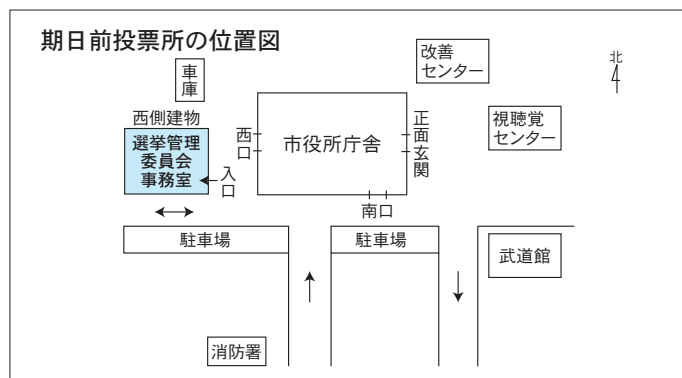 期日前投票所の位置図
北
改善
センター
車庫
視聴覚
センター
西側建物
選挙管理
委員会
事務室
入口
西口
市役所庁舎
正面玄関
南口
駐車場
駐車場
武道館
消防署